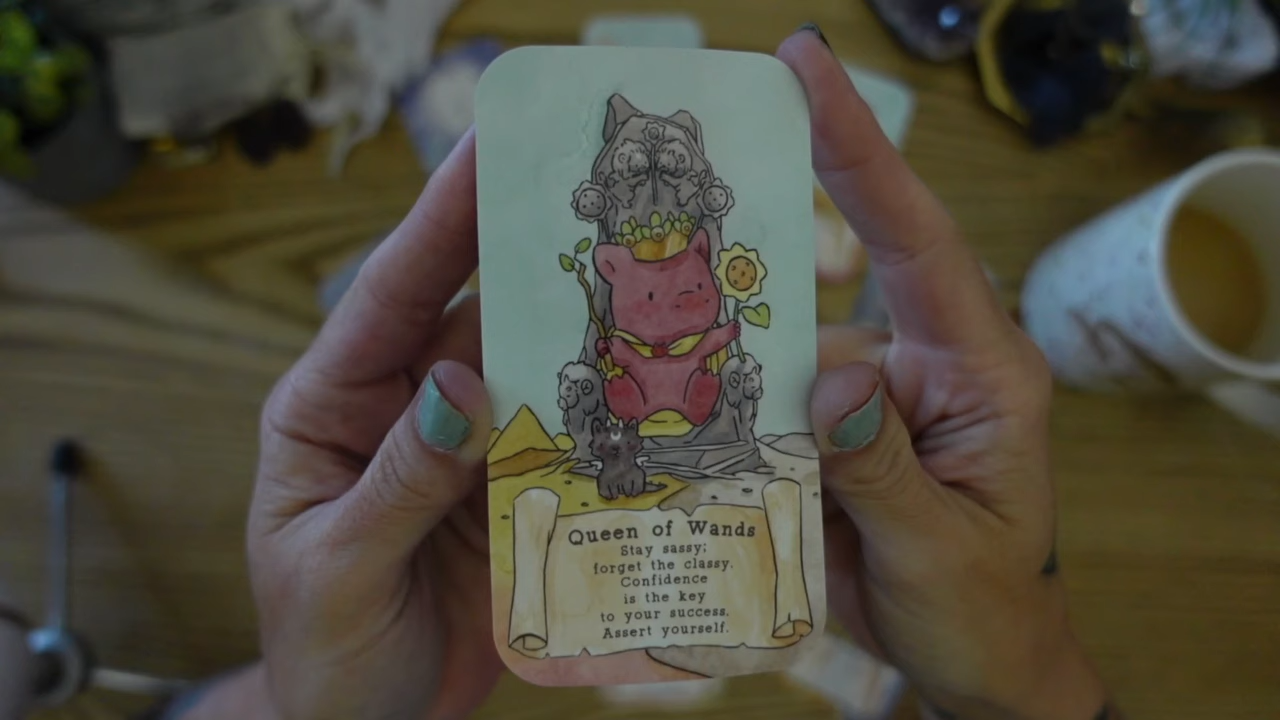 Queen of Wands
Stay sassy;
forget the classy.
Confidence
is the key
to your success.
Assert yourself.